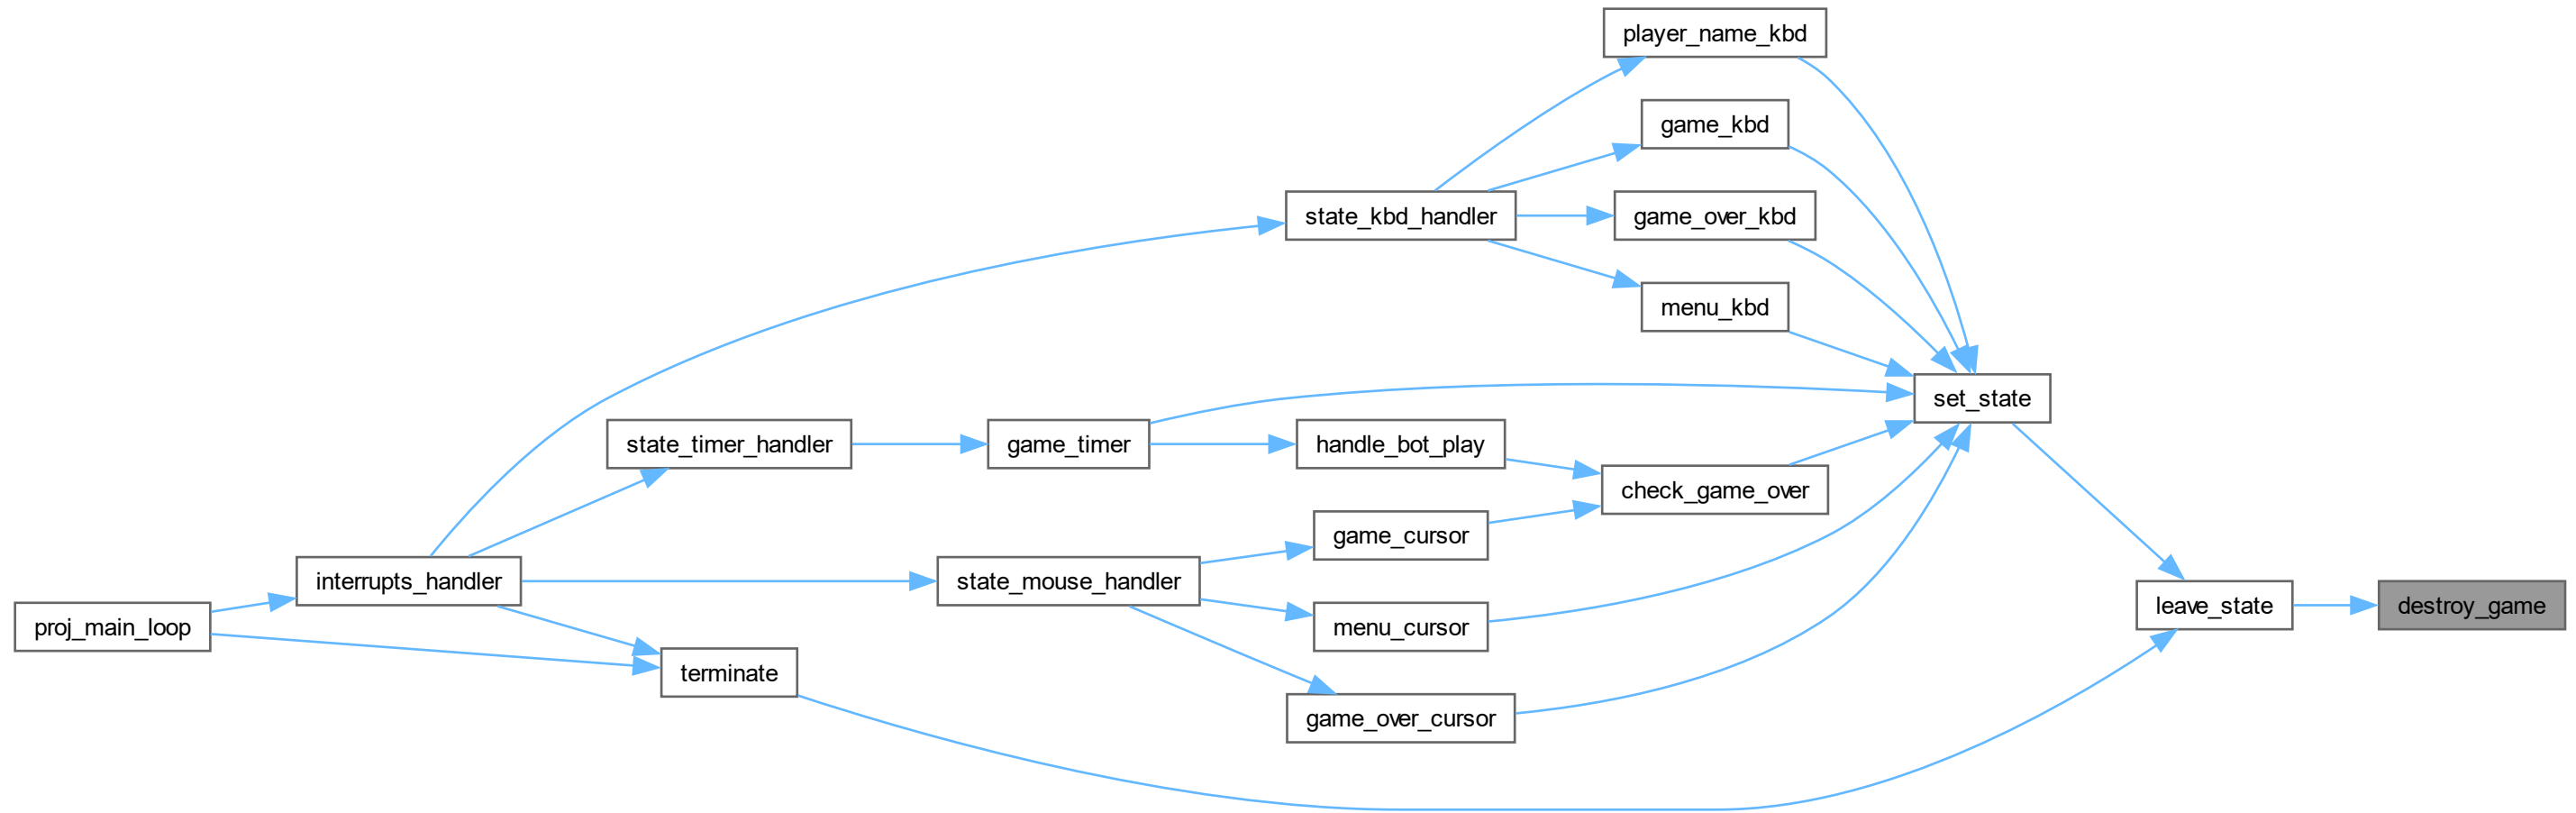 player_name_kbd
game_kbd
state_kbd_handler
game_over_kbd
menu_kbd
set_state
state_timer_handler
game_timer
handle_bot_play
check_game_over
game_cursor
interrupts_handler
state_mouse_handler
leave_state
destroy_game
proj_main_loop
menu_cursor
terminate
game_over_cursor